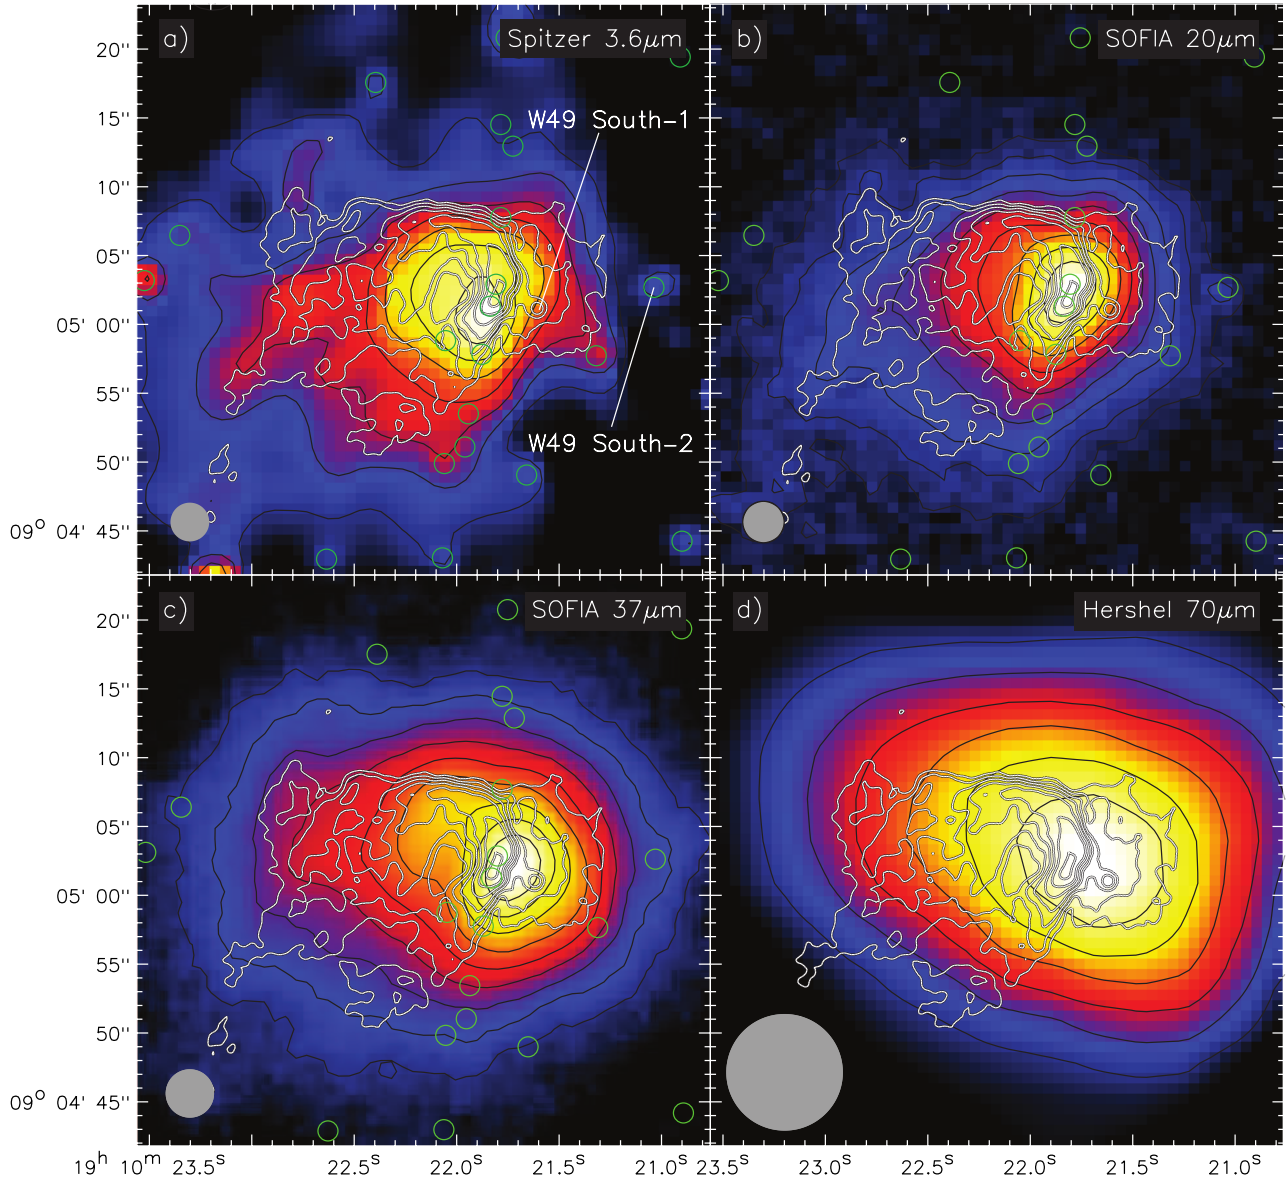 a) Spitzer 3.6μm
b) SOFIA 20μm
20''
15''
W49 South-1
10''
05''
05' 00''
55''
W49 South-2
50''
09° 04' 45''
c) SOFIA 37μm
d) Hershel 70μm
20''
15''
10''
05''
05' 00''
55''
50''
09° 04' 45''
19h 10m 23.5s 22.5s 22.0s 21.5s 21.0s 23.5s 23.0s 22.5s 22.0s 21.5s 21.0s